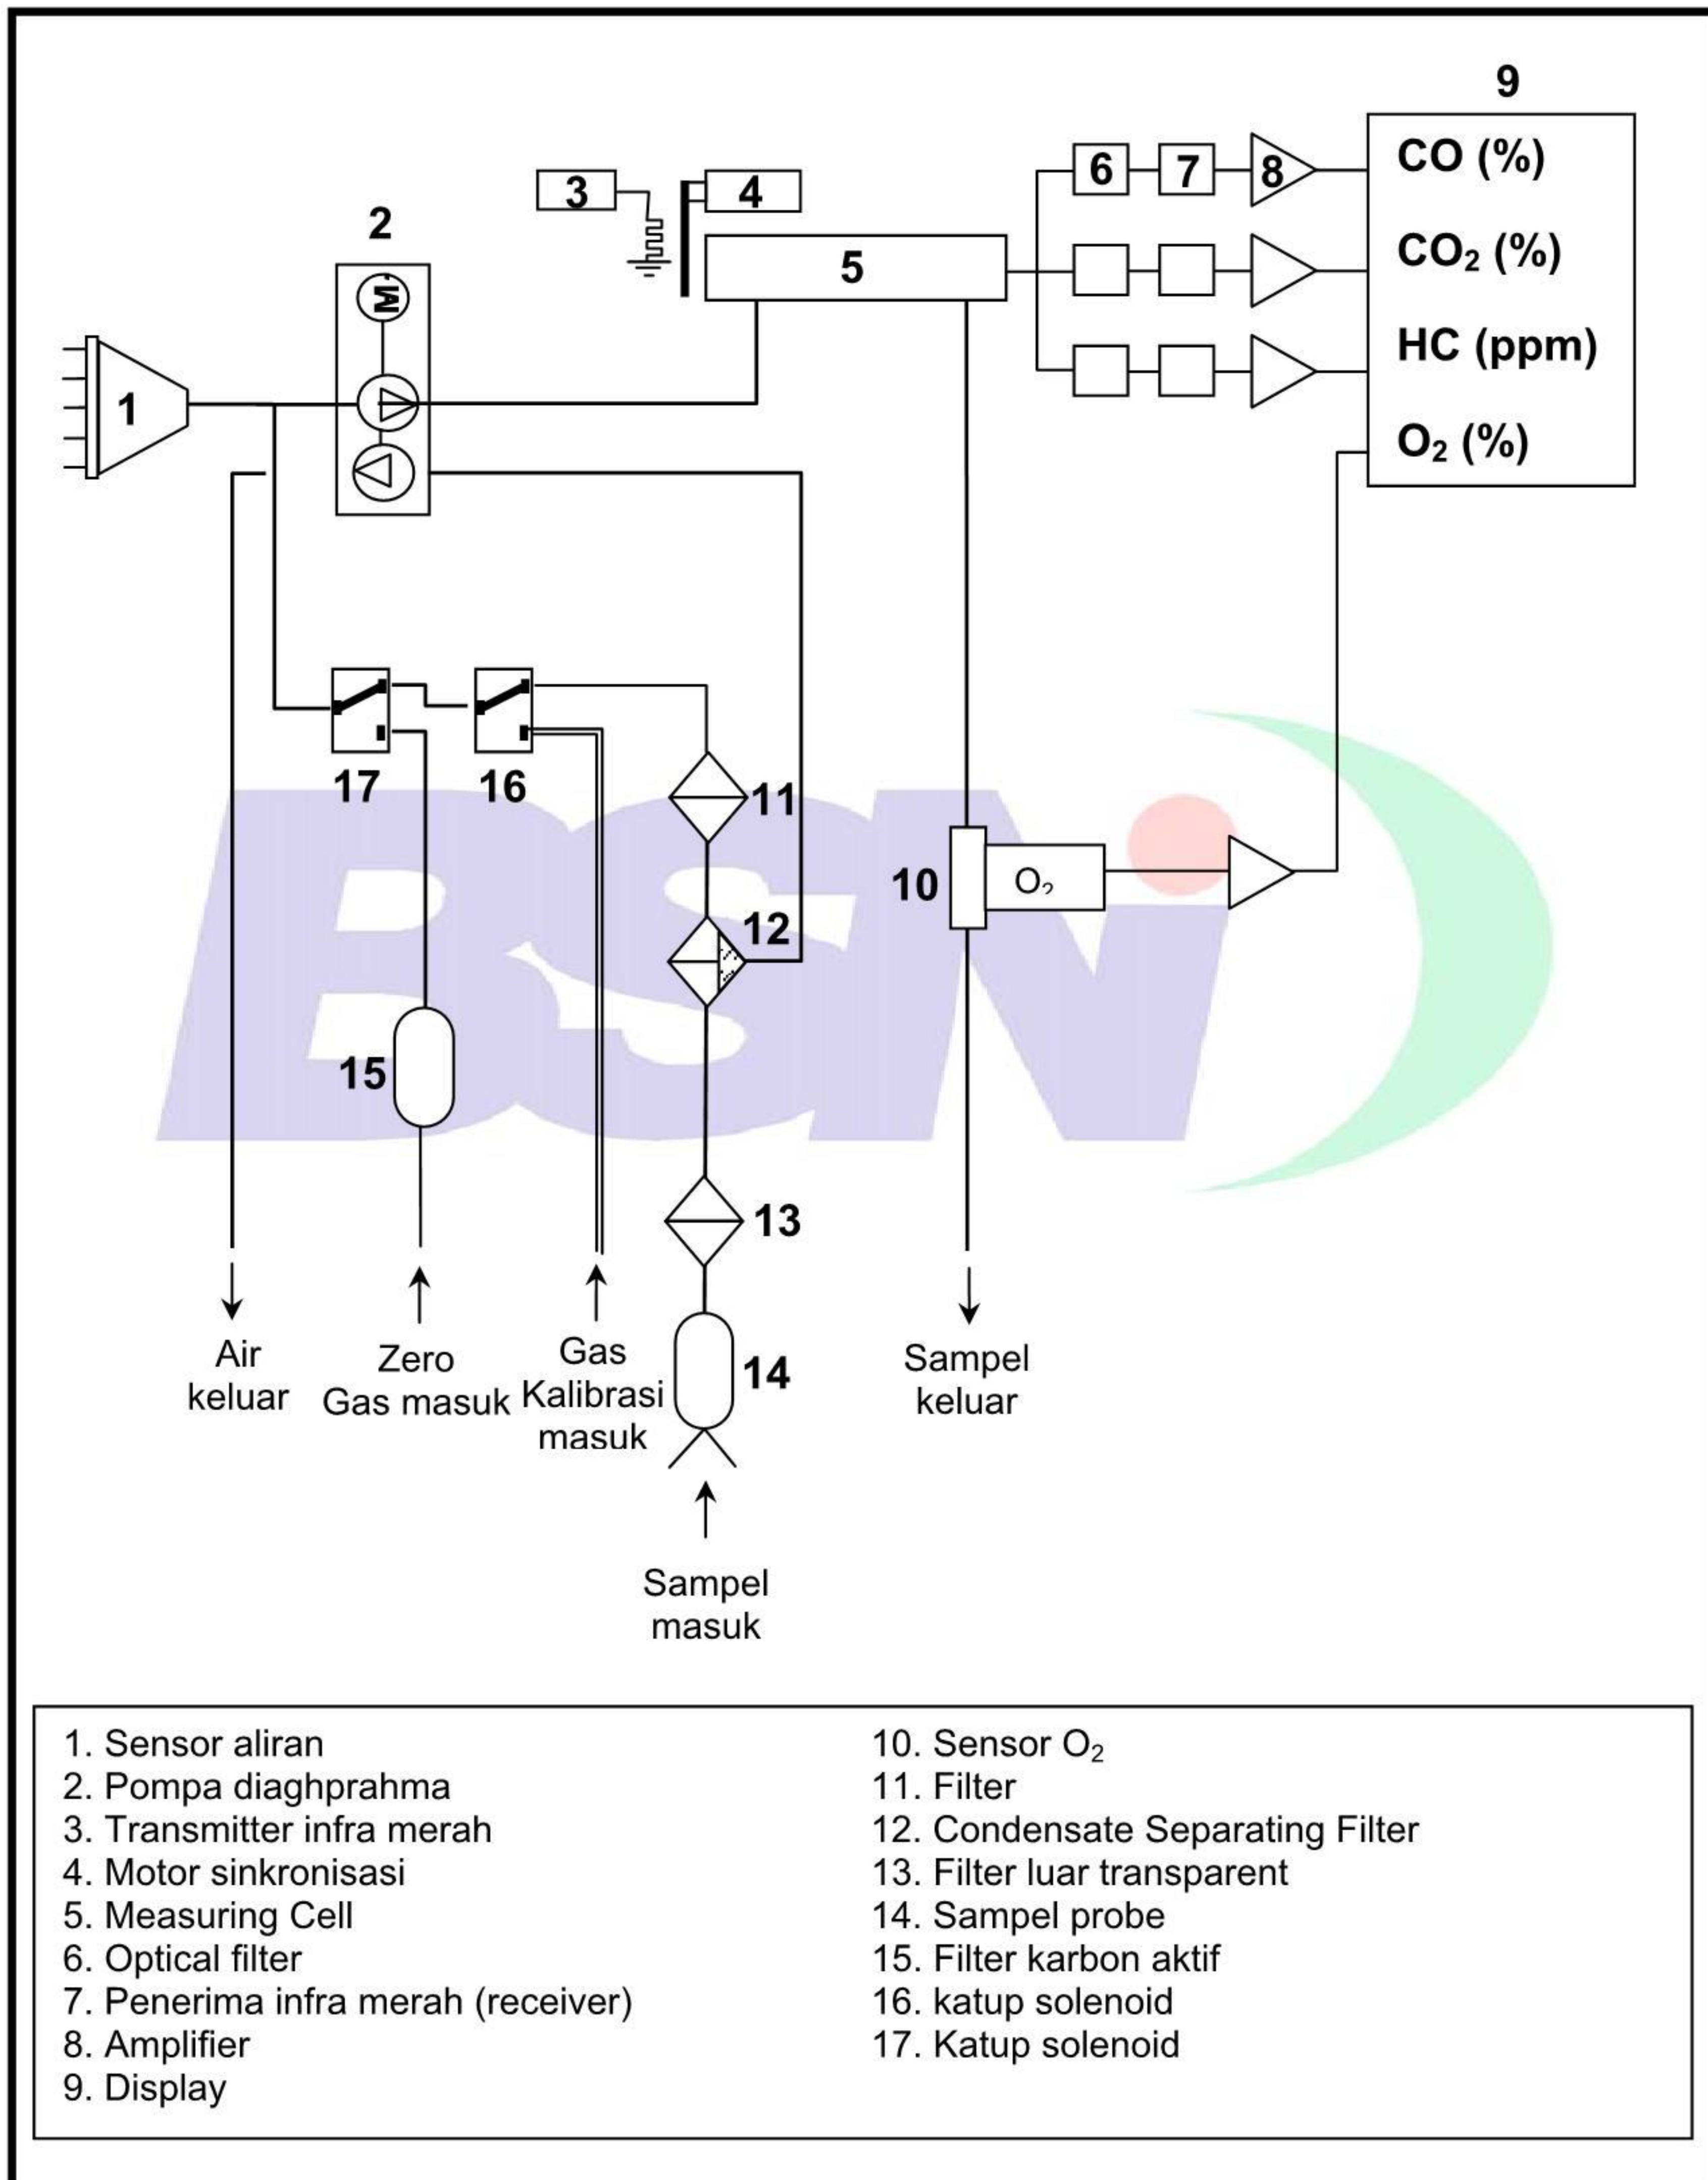 9
CO (%)
6
7
8
3
4
2
CO₂ (%)
5
M
HC (ppm)
1
O₂ (%)
17
16
11
10
O₂
12
15
13
14
Air
keluar
Zero
Gas masuk
Gas
Kalibrasi
masuk
Sampel
keluar
Sampel
masuk
BSN
1. Sensor aliran
2. Pompa diaghprahma
3. Transmitter infra merah
4. Motor sinkronisasi
5. Measuring Cell
6. Optical filter
7. Penerima infra merah (receiver)
8. Amplifier
9. Display
10. Sensor O₂
11. Filter
12. Condensate Separating Filter
13. Filter luar transparent
14. Sampel probe
15. Filter karbon aktif
16. katup solenoid
17. Katup solenoid